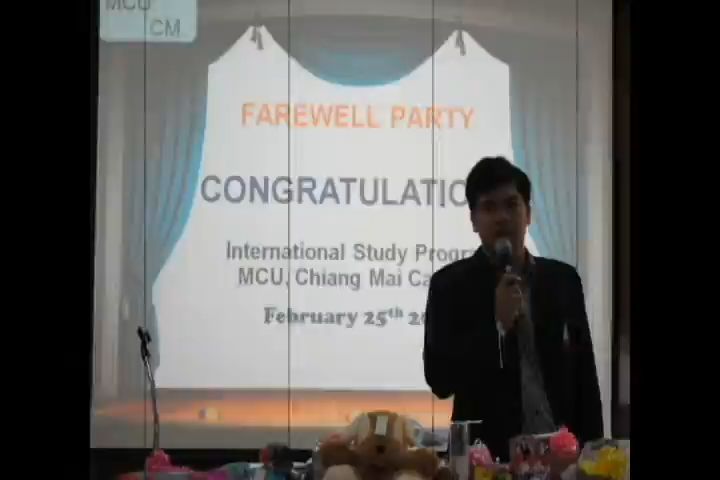 MCU
CM
FAREWELL PARTY
CONGRATULATIO
International Study Progr
MCU, Chiang Mai Ca
February 25th 2